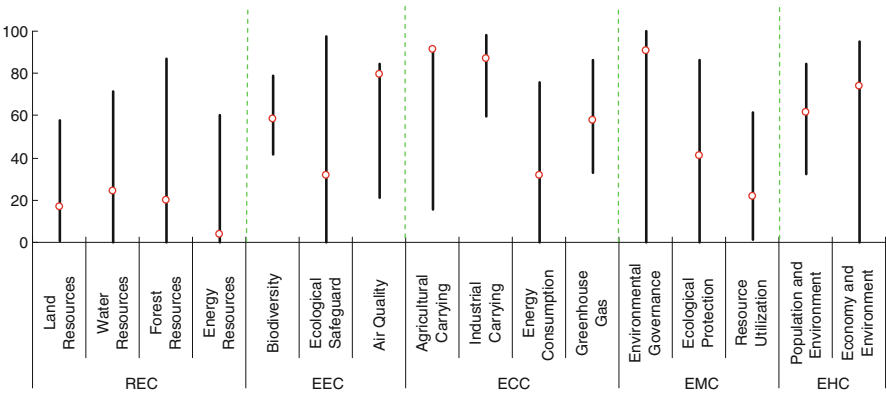 100
80
60
40
20
0
Land
Resources
Water
Resources
Forest
Resources
Energy
Resources
Biodiversity
Ecological
Safeguard
Air Quality
Agricultural
Carrying
Industrial
Carrying
Energy
Consumption
Greenhouse
Gas
Environmental
Governance
Ecological
Protection
Resource
Utilization
Population and
Environment
Economy and
Environment
REC
EEC
ECC
EMC
EHC